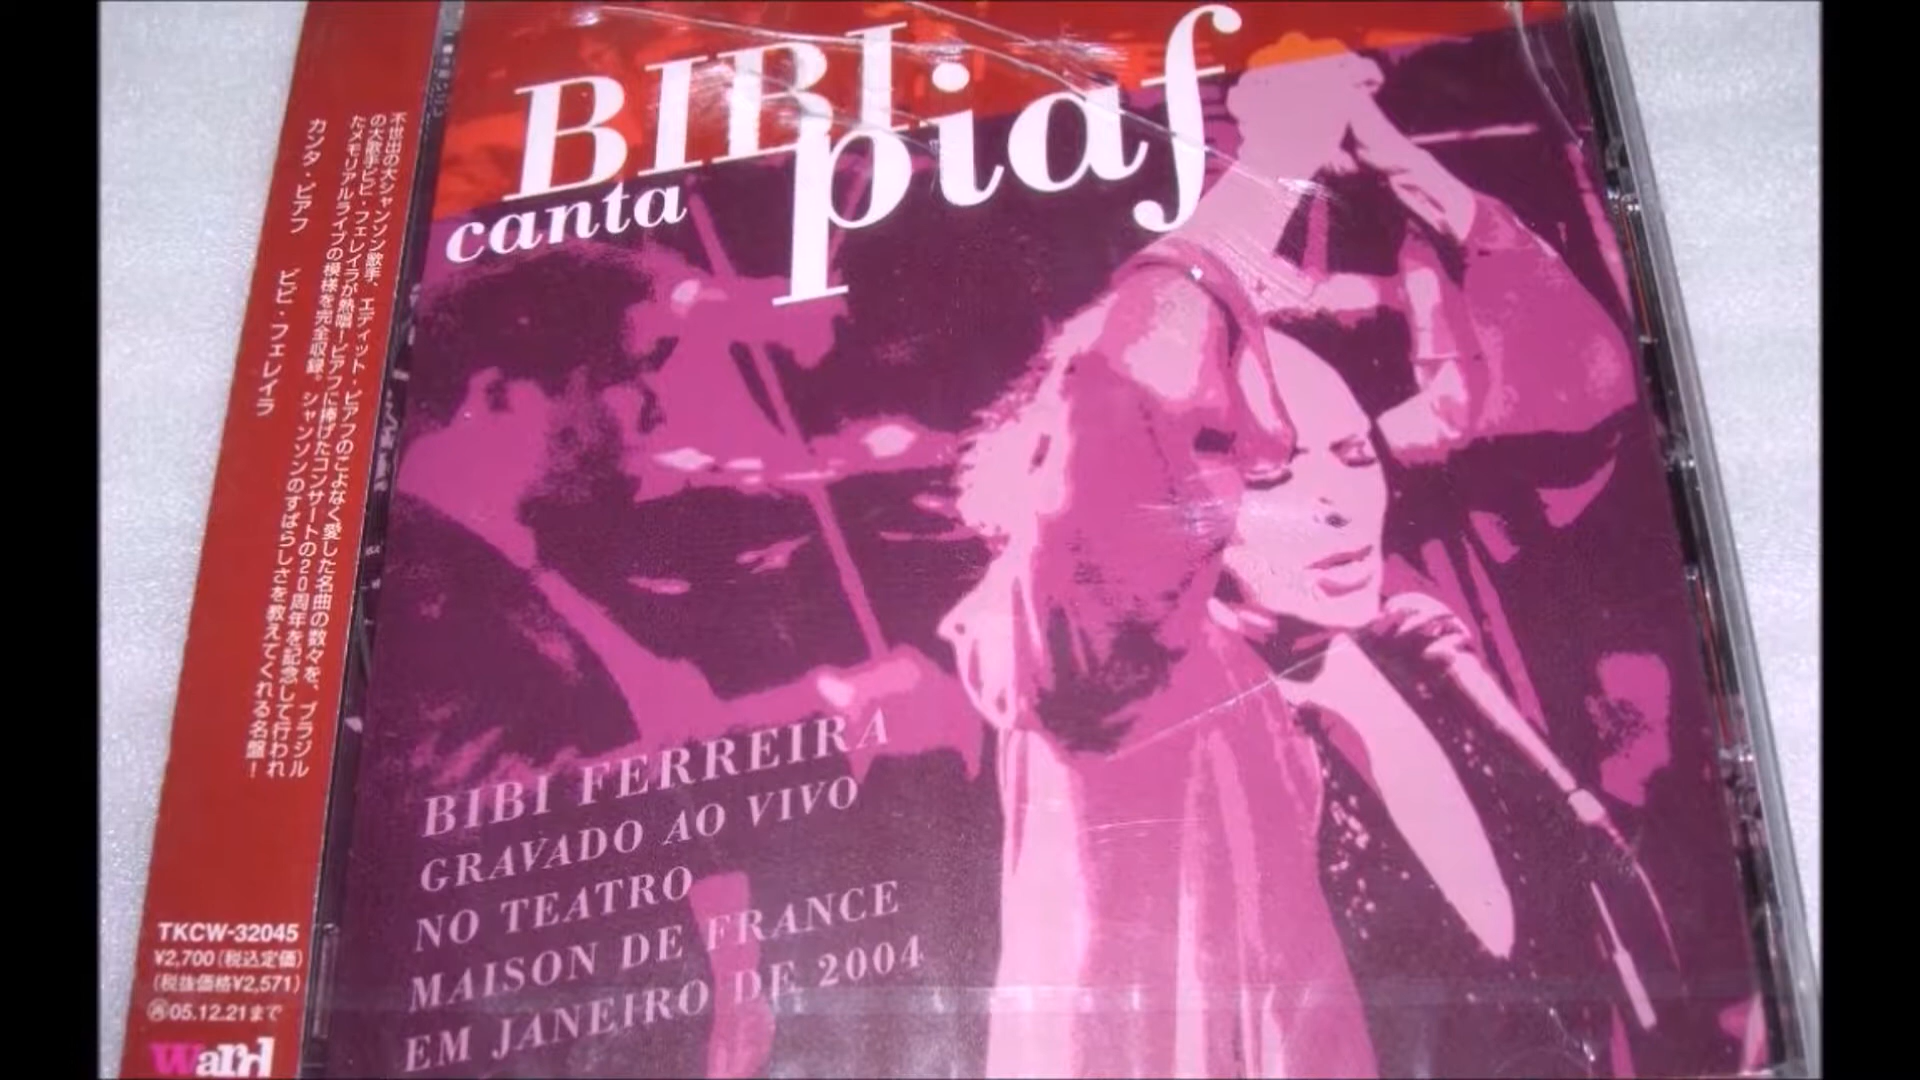 BIBI
canta
piaf
不世出の大シャンソン歌手、エディット・ピアフのこよなく愛した名曲の数々を、ブラジル
の大歌手ビビ・フェレイラが熱唱！ピアフに捧げたコンサートの20周年を記念して行われ
たメモリアルライブの模様を完全収録。シャンソンのすばらしさを教えてくれる名盤！
カンタ・ピアフ ビビ・フェレイラ
BIBI FERREIRA
GRAVADO AO VIVO
NO TEATRO
MAISON DE FRANCE
EM JANEIRO DE 2004
TKCW-32045
¥2,700(税込定価)
(税抜価格¥2,571)
㋐05.12.21まで
ward